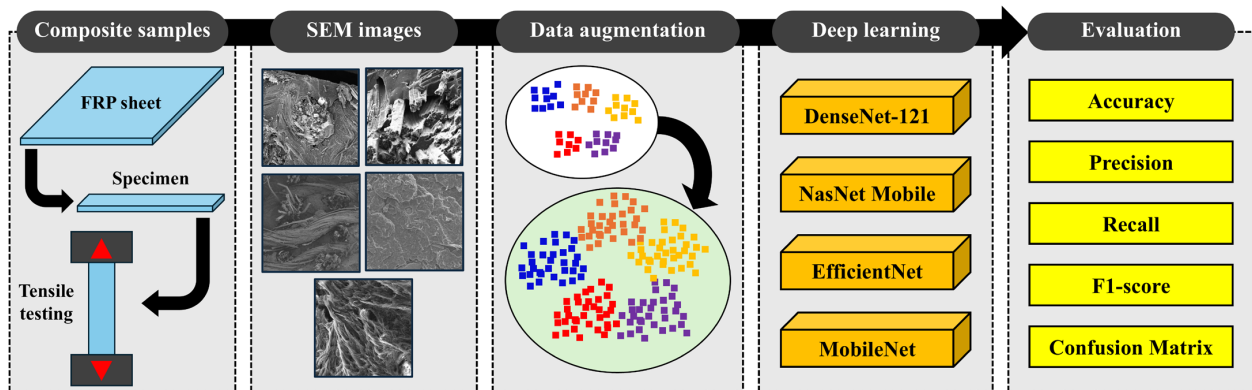 Composite samples
SEM images
Data augmentation
Deep learning
Evaluation
FRP sheet
Specimen
Tensile
testing
DenseNet-121
NasNet Mobile
EfficientNet
MobileNet
Accuracy
Precision
Recall
F1-score
Confusion Matrix